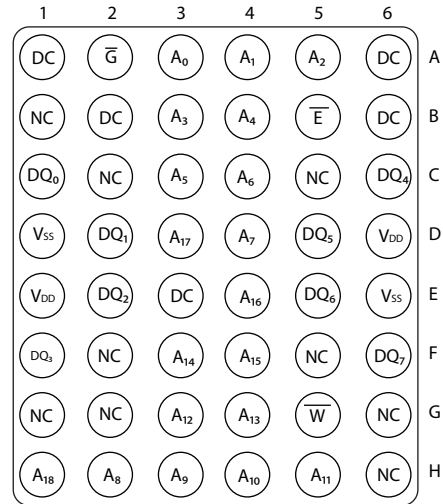 1 2 3 4 5 6
DC G̅ A₀ A₁ A₂ DC A
NC DC A₃ A₄ E̅ DC B
DQ₀ NC A₅ A₆ NC DQ₄ C
VSS DQ₁ A₁₇ A₇ DQ₅ VDD D
VDD DQ₂ DC A₁₆ DQ₆ VSS E
DQ₃ NC A₁₄ A₁₅ NC DQ₇ F
NC NC A₁₂ A₁₃ W̅ NC G
A₁₈ A₈ A₉ A₁₀ A₁₁ NC H